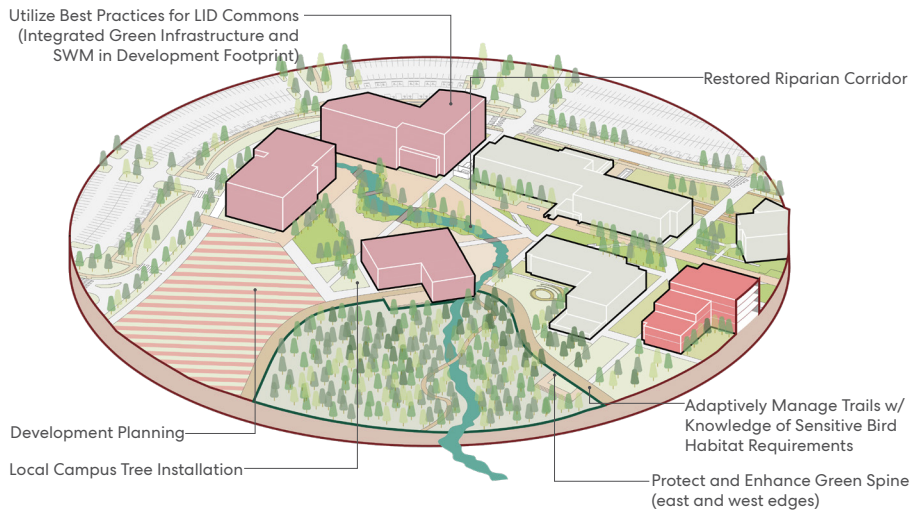 Utilize Best Practices for LID Commons
(Integrated Green Infrastructure and
SWM in Development Footprint)
Restored Riparian Corridor
Development Planning
Local Campus Tree Installation
Adaptively Manage Trails w/
Knowledge of Sensitive Bird
Habitat Requirements
Protect and Enhance Green Spine
(east and west edges)